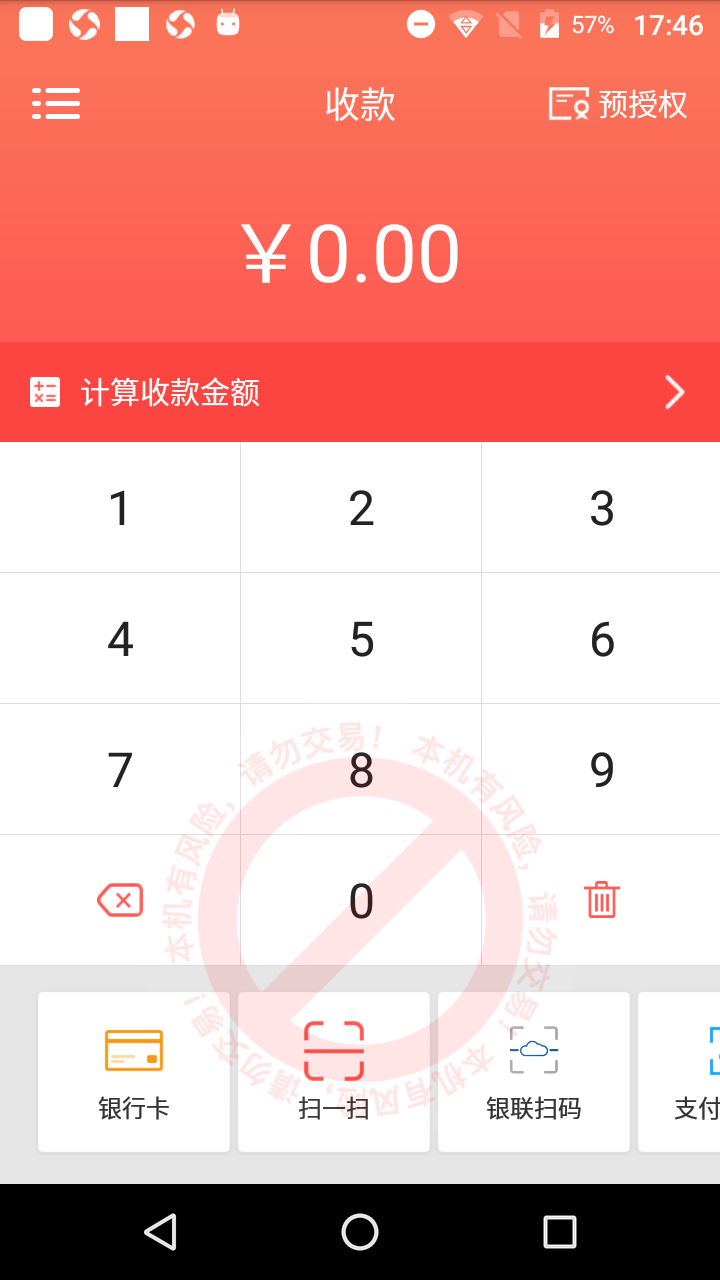 57% 17:46
收款
预授权
￥0.00
计算收款金额
1 2 3
4 5 6
7 8 9
0
本机有风险，请勿交易！ 本机有风险，请勿交易！ 本机有风险，请勿交易！
银行卡 扫一扫 银联扫码 支付